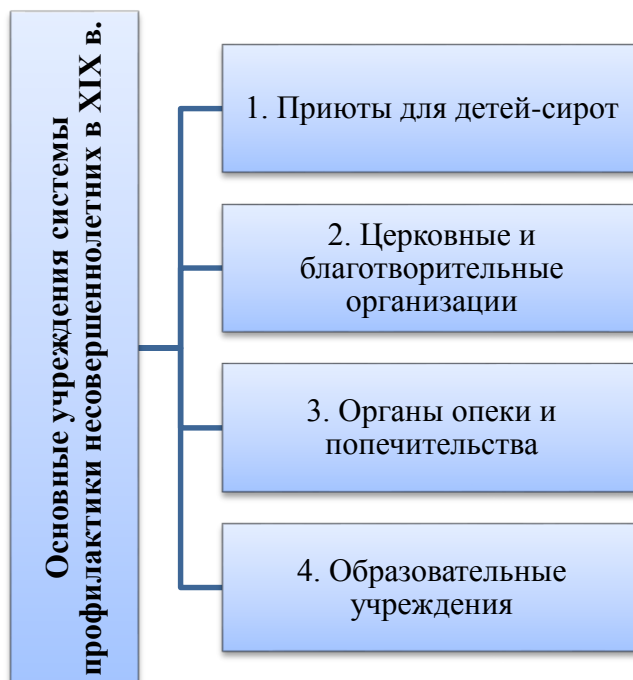 Основные учреждения системы
профилактики несовершеннолетних в XIX в.
1. Приюты для детей-сирот
2. Церковные и
благотворительные
организации
3. Органы опеки и
попечительства
4. Образовательные
учреждения